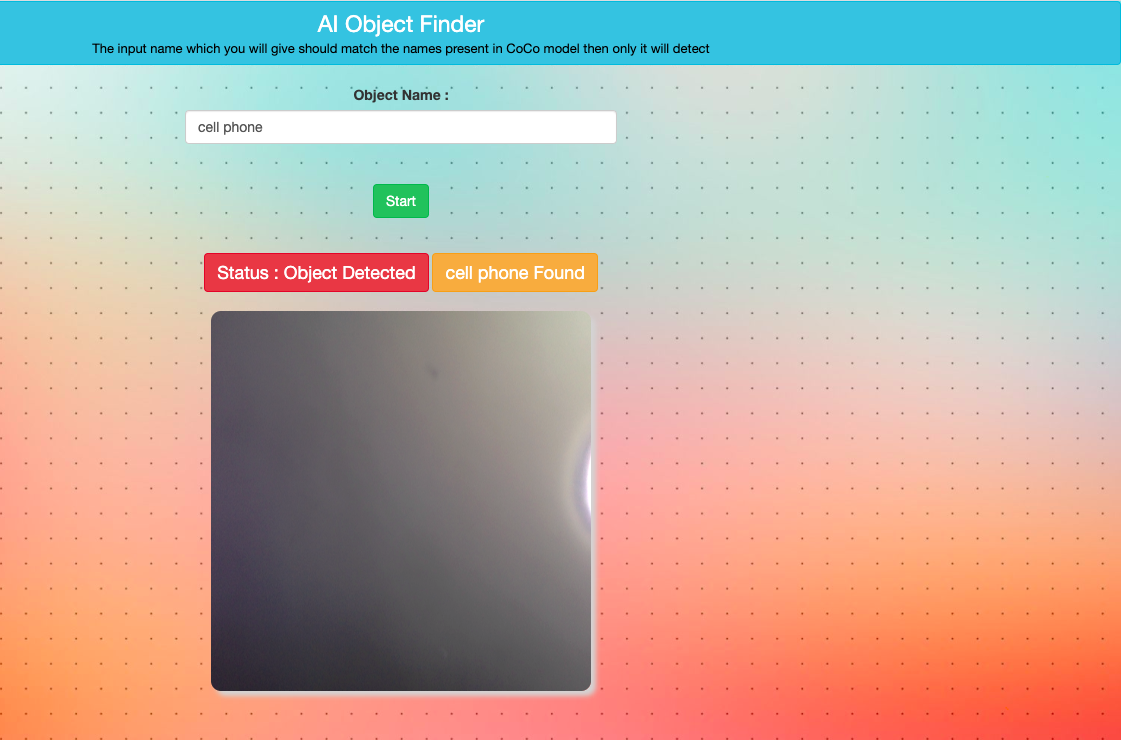 AI Object Finder
The input name which you will give should match the names present in CoCo model then only it will detect
Object Name :
cell phone
Start
Status : Object Detected
cell phone Found